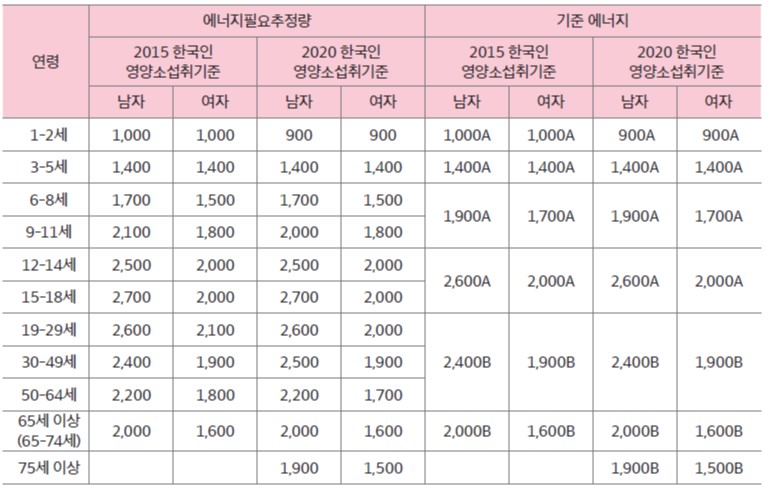 연령 에너지필요추정량 기준 에너지
2015 한국인 2020 한국인 2015 한국인 2020 한국인
영양소섭취기준 영양소섭취기준 영양소섭취기준 영양소섭취기준
남자 여자 남자 여자 남자 여자 남자 여자
1-2세 1,000 1,000 900 900 1,000A 1,000A 900A 900A
3-5세 1,400 1,400 1,400 1,400 1,400A 1,400A 1,400A 1,400A
6-8세 1,700 1,500 1,700 1,500
1,900A 1,700A 1,900A 1,700A
9-11세 2,100 1,800 2,000 1,800
12-14세 2,500 2,000 2,500 2,000
2,600A 2,000A 2,600A 2,000A
15-18세 2,700 2,000 2,700 2,000
19-29세 2,600 2,100 2,600 2,000
30-49세 2,400 1,900 2,500 1,900 2,400B 1,900B 2,400B 1,900B
50-64세 2,200 1,800 2,200 1,700
65세 이상
(65-74세) 2,000 1,600 2,000 1,600 2,000B 1,600B 2,000B 1,600B
75세 이상 1,900 1,500 1,900B 1,500B